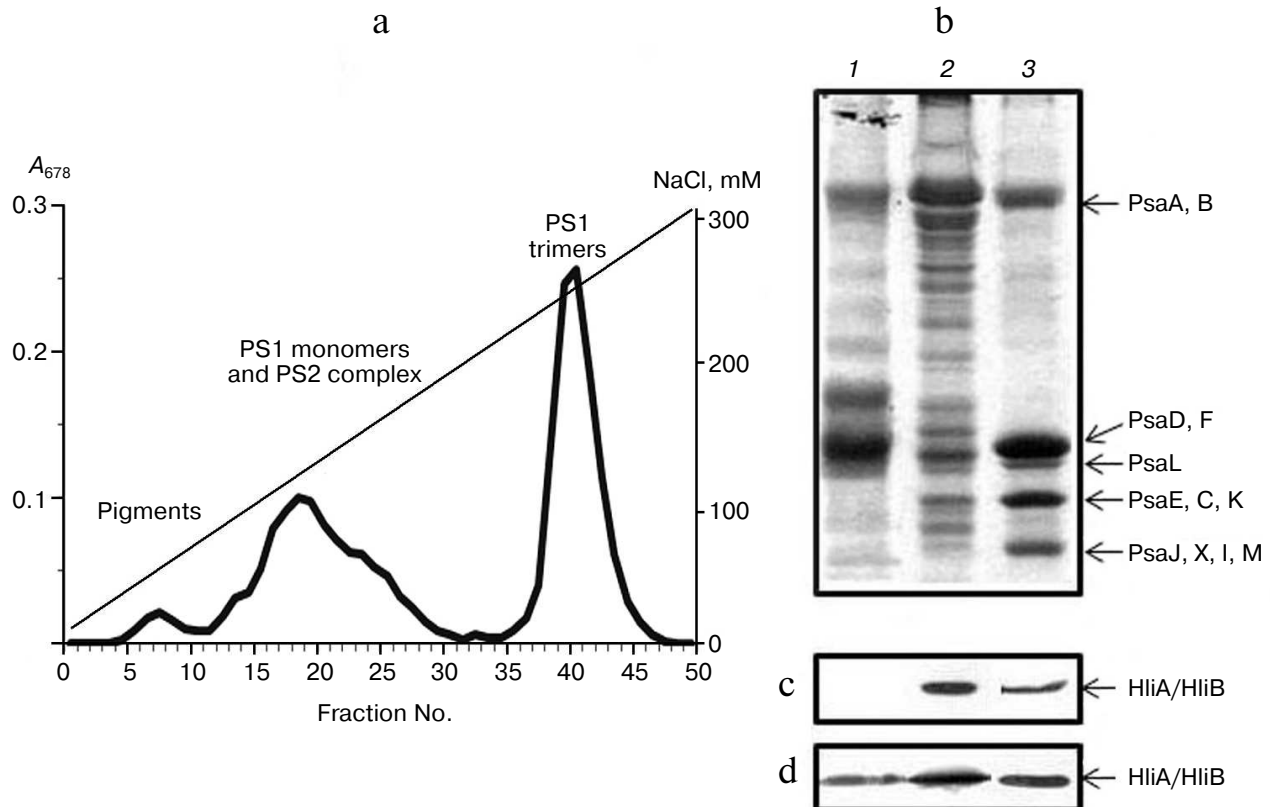 a
A678
NaCl, mM
0.3
0.2
0.1
0
300
200
100
0
PS1
trimers
PS1 monomers
and PS2 complex
Pigments
0 5 10 15 20 25 30 35 40 45 50
Fraction No.
b
1 2 3
PsaA, B
PsaD, F
PsaL
PsaE, C, K
PsaJ, X, I, M
c
HliA/HliB
d
HliA/HliB